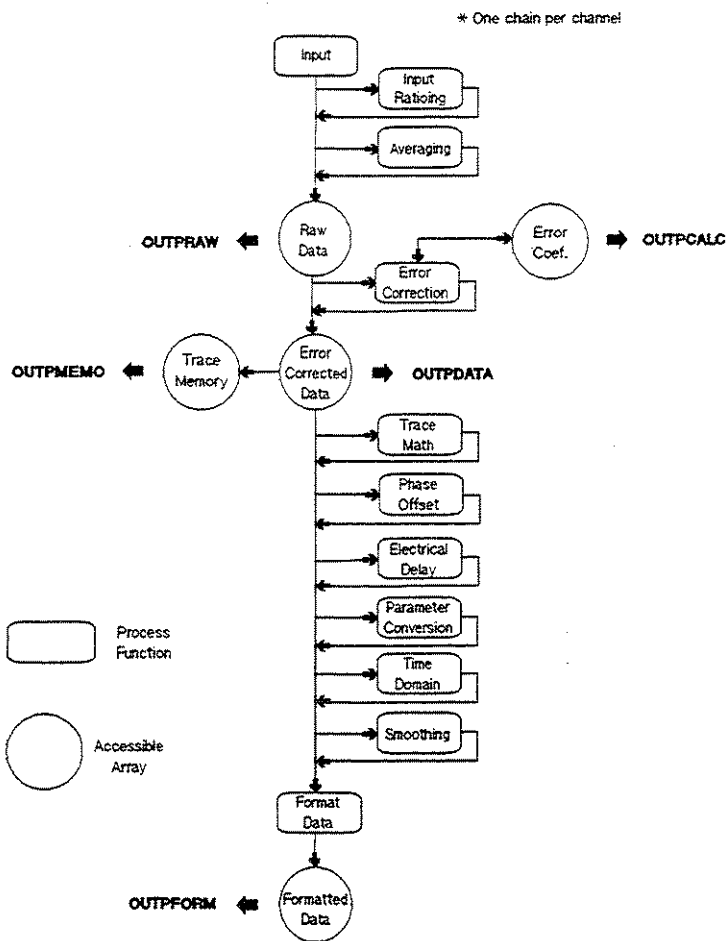 * One chain per channel
Input
Input
Ratioing
Averaging
OUTPRAW
Raw
Data
Error
Coef.
OUTPCALC
Error
Correction
OUTPMEMO
Trace
Memory
Error
Corrected
Data
OUTPDATA
Trace
Math
Phase
Offset
Electrical
Delay
Parameter
Conversion
Time
Domain
Smoothing
Process
Function
Accessible
Array
Format
Data
OUTPFORM
Formatted
Data